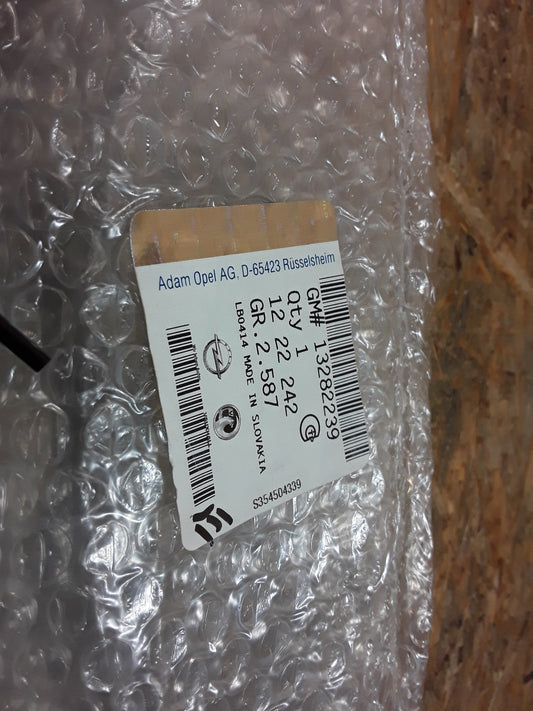 Adam Opel AG, D-65423 Rüsselsheim
GM# 13282239
Qty 1
12 22 242
GR.2.587
LB0414 MADE IN SLOVAKIA
S354504339